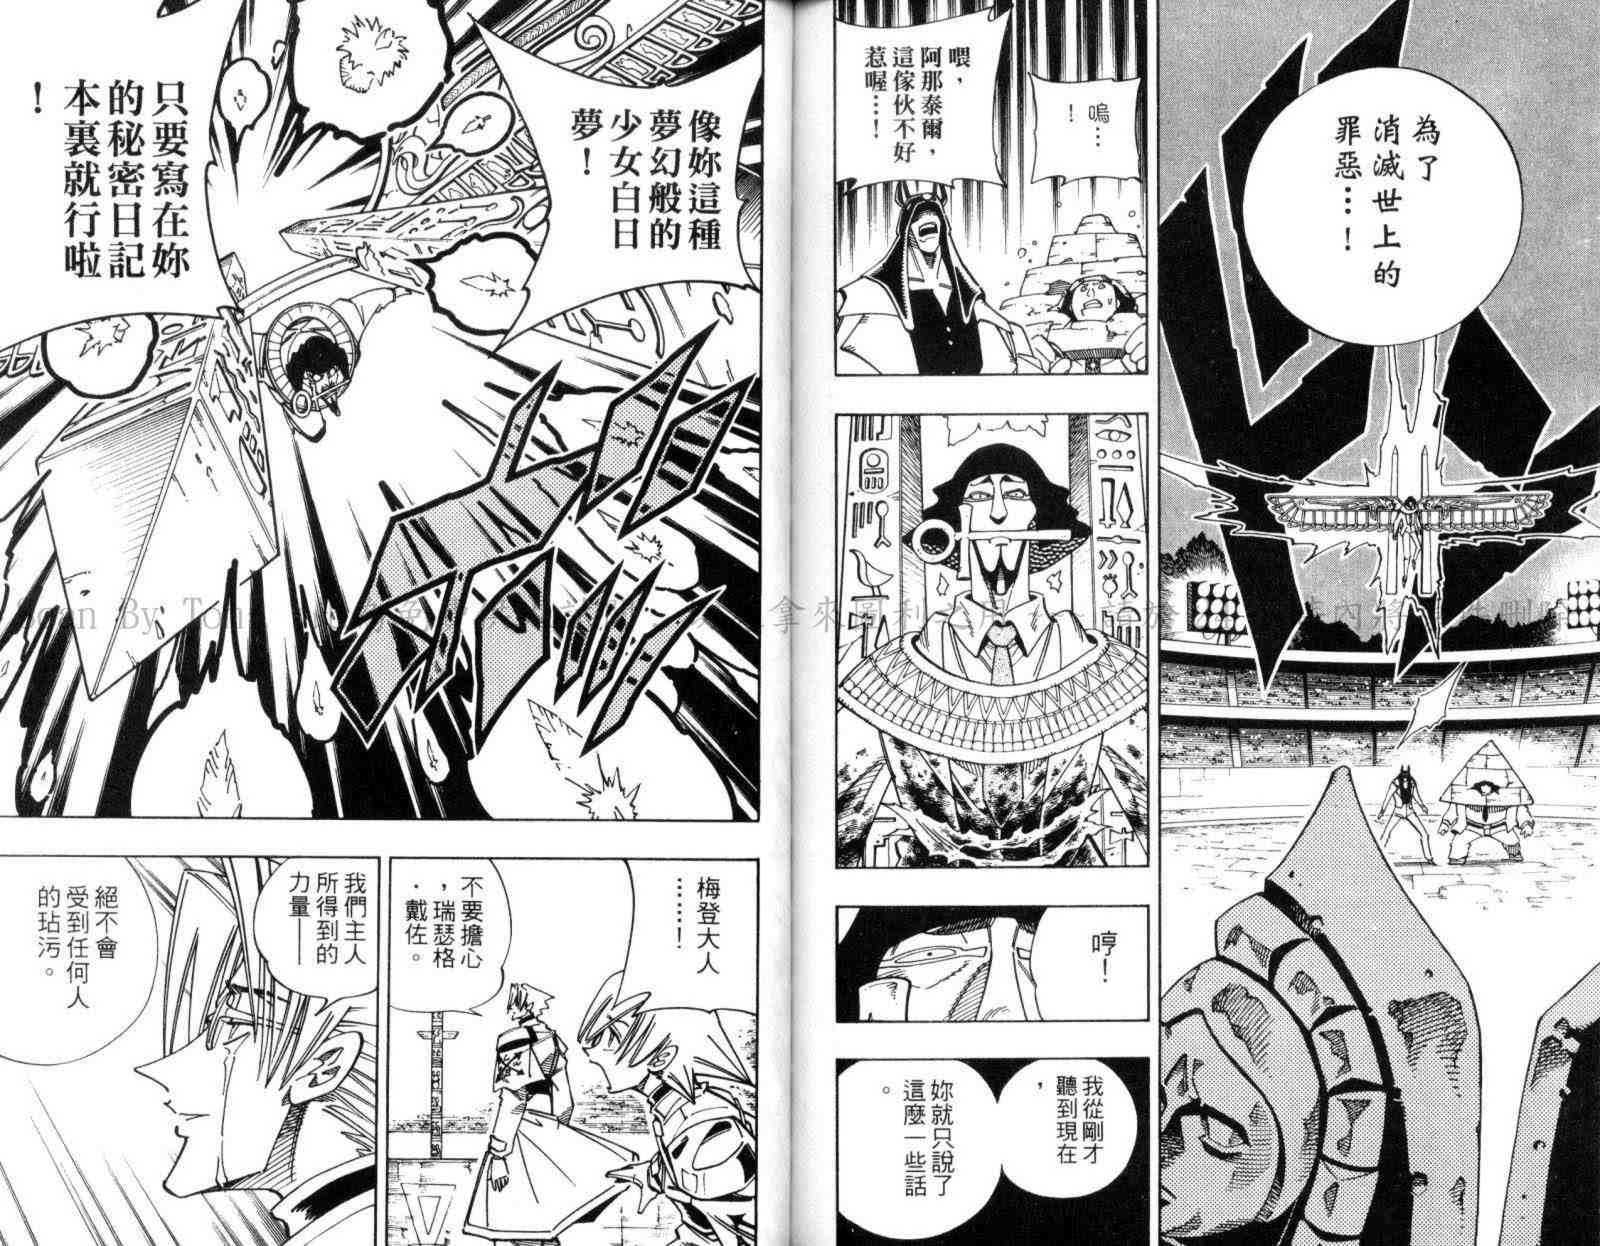 為了
消滅世上的
罪惡…！
嗚…
！
喂，
阿那泰爾，
這傢伙不好
惹喔…！
哼！
我從剛才
聽到現在
，
妳就只說了
這麼一些話
。
像妳這種
夢幻般的
少女白日
夢！
只要寫在妳
的秘密日記
本裏就行啦
！
梅登大人
……！
不要擔心
，瑞瑟格
．戴佐。
我們主人
所得到的
力量——
絕不會
受到任何人
的玷污。